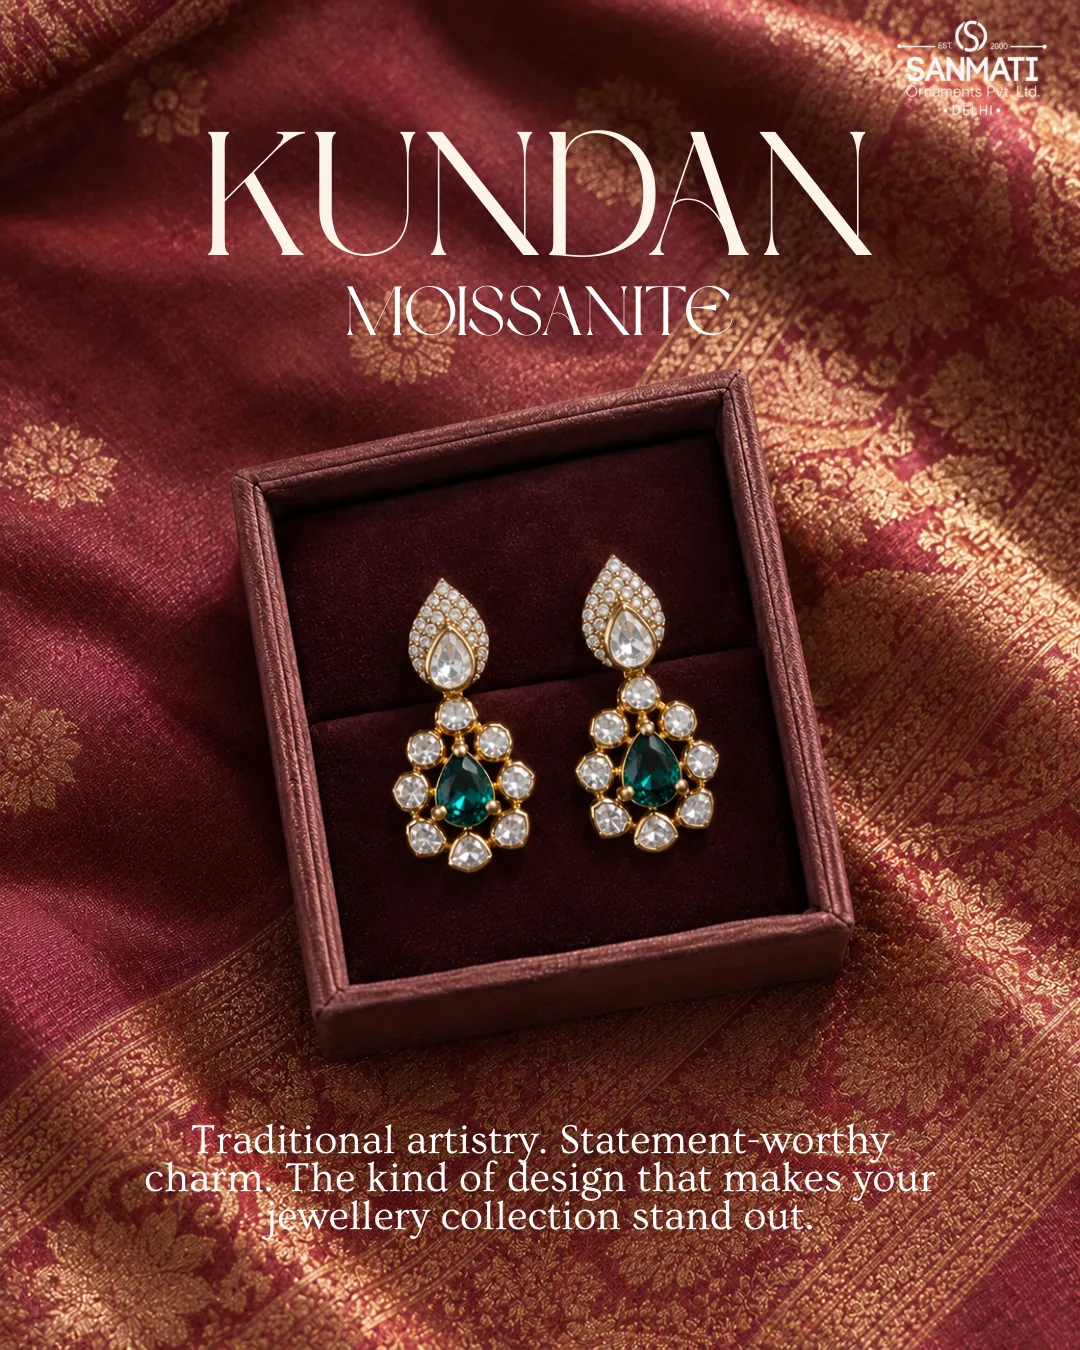 EST. 2000
SANMATI
Ornaments Pvt. Ltd.
• DELHI •
KUNDAN
MOISSANITE
Traditional artistry. Statement-worthy
charm. The kind of design that makes your
jewellery collection stand out.